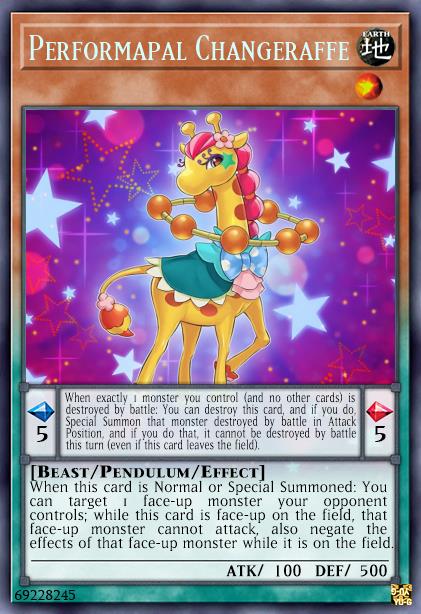 Performapal Changeraffe
EARTH
地
When exactly 1 monster you control (and no other cards) is
destroyed by battle: You can destroy this card, and if you do,
Special Summon that monster destroyed by battle in Attack
Position, and if you do that, it cannot be destroyed by battle
this turn (even if this card leaves the field).
5
5
[Beast/Pendulum/Effect]
When this card is Normal or Special Summoned: You
can target 1 face-up monster your opponent
controls; while this card is face-up on the field, that
face-up monster cannot attack, also negate the
effects of that face-up monster while it is on the field.
ATK/ 100 DEF/ 500
69228245